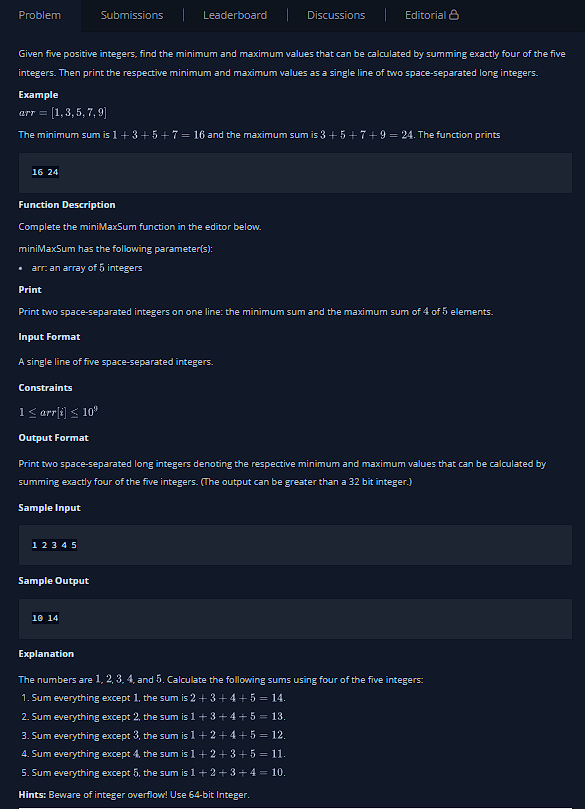 Problem Submissions Leaderboard Discussions Editorial
Given five positive integers, find the minimum and maximum values that can be calculated by summing exactly four of the five
integers. Then print the respective minimum and maximum values as a single line of two space-separated long integers.
Example
arr = [1, 3, 5, 7, 9]
The minimum sum is 1 + 3 + 5 + 7 = 16 and the maximum sum is 3 + 5 + 7 + 9 = 24. The function prints
16 24
Function Description
Complete the miniMaxSum function in the editor below.
miniMaxSum has the following parameter(s):
• arr: an array of 5 integers
Print
Print two space-separated integers on one line: the minimum sum and the maximum sum of 4 of 5 elements.
Input Format
A single line of five space-separated integers.
Constraints
1 ≤ arr[i] ≤ 10⁹
Output Format
Print two space-separated long integers denoting the respective minimum and maximum values that can be calculated by
summing exactly four of the five integers. (The output can be greater than a 32 bit integer.)
Sample Input
1 2 3 4 5
Sample Output
10 14
Explanation
The numbers are 1, 2, 3, 4, and 5. Calculate the following sums using four of the five integers:
1. Sum everything except 1, the sum is 2 + 3 + 4 + 5 = 14.
2. Sum everything except 2, the sum is 1 + 3 + 4 + 5 = 13.
3. Sum everything except 3, the sum is 1 + 2 + 4 + 5 = 12.
4. Sum everything except 4, the sum is 1 + 2 + 3 + 5 = 11.
5. Sum everything except 5, the sum is 1 + 2 + 3 + 4 = 10.
Hints: Beware of integer overflow! Use 64-bit Integer.